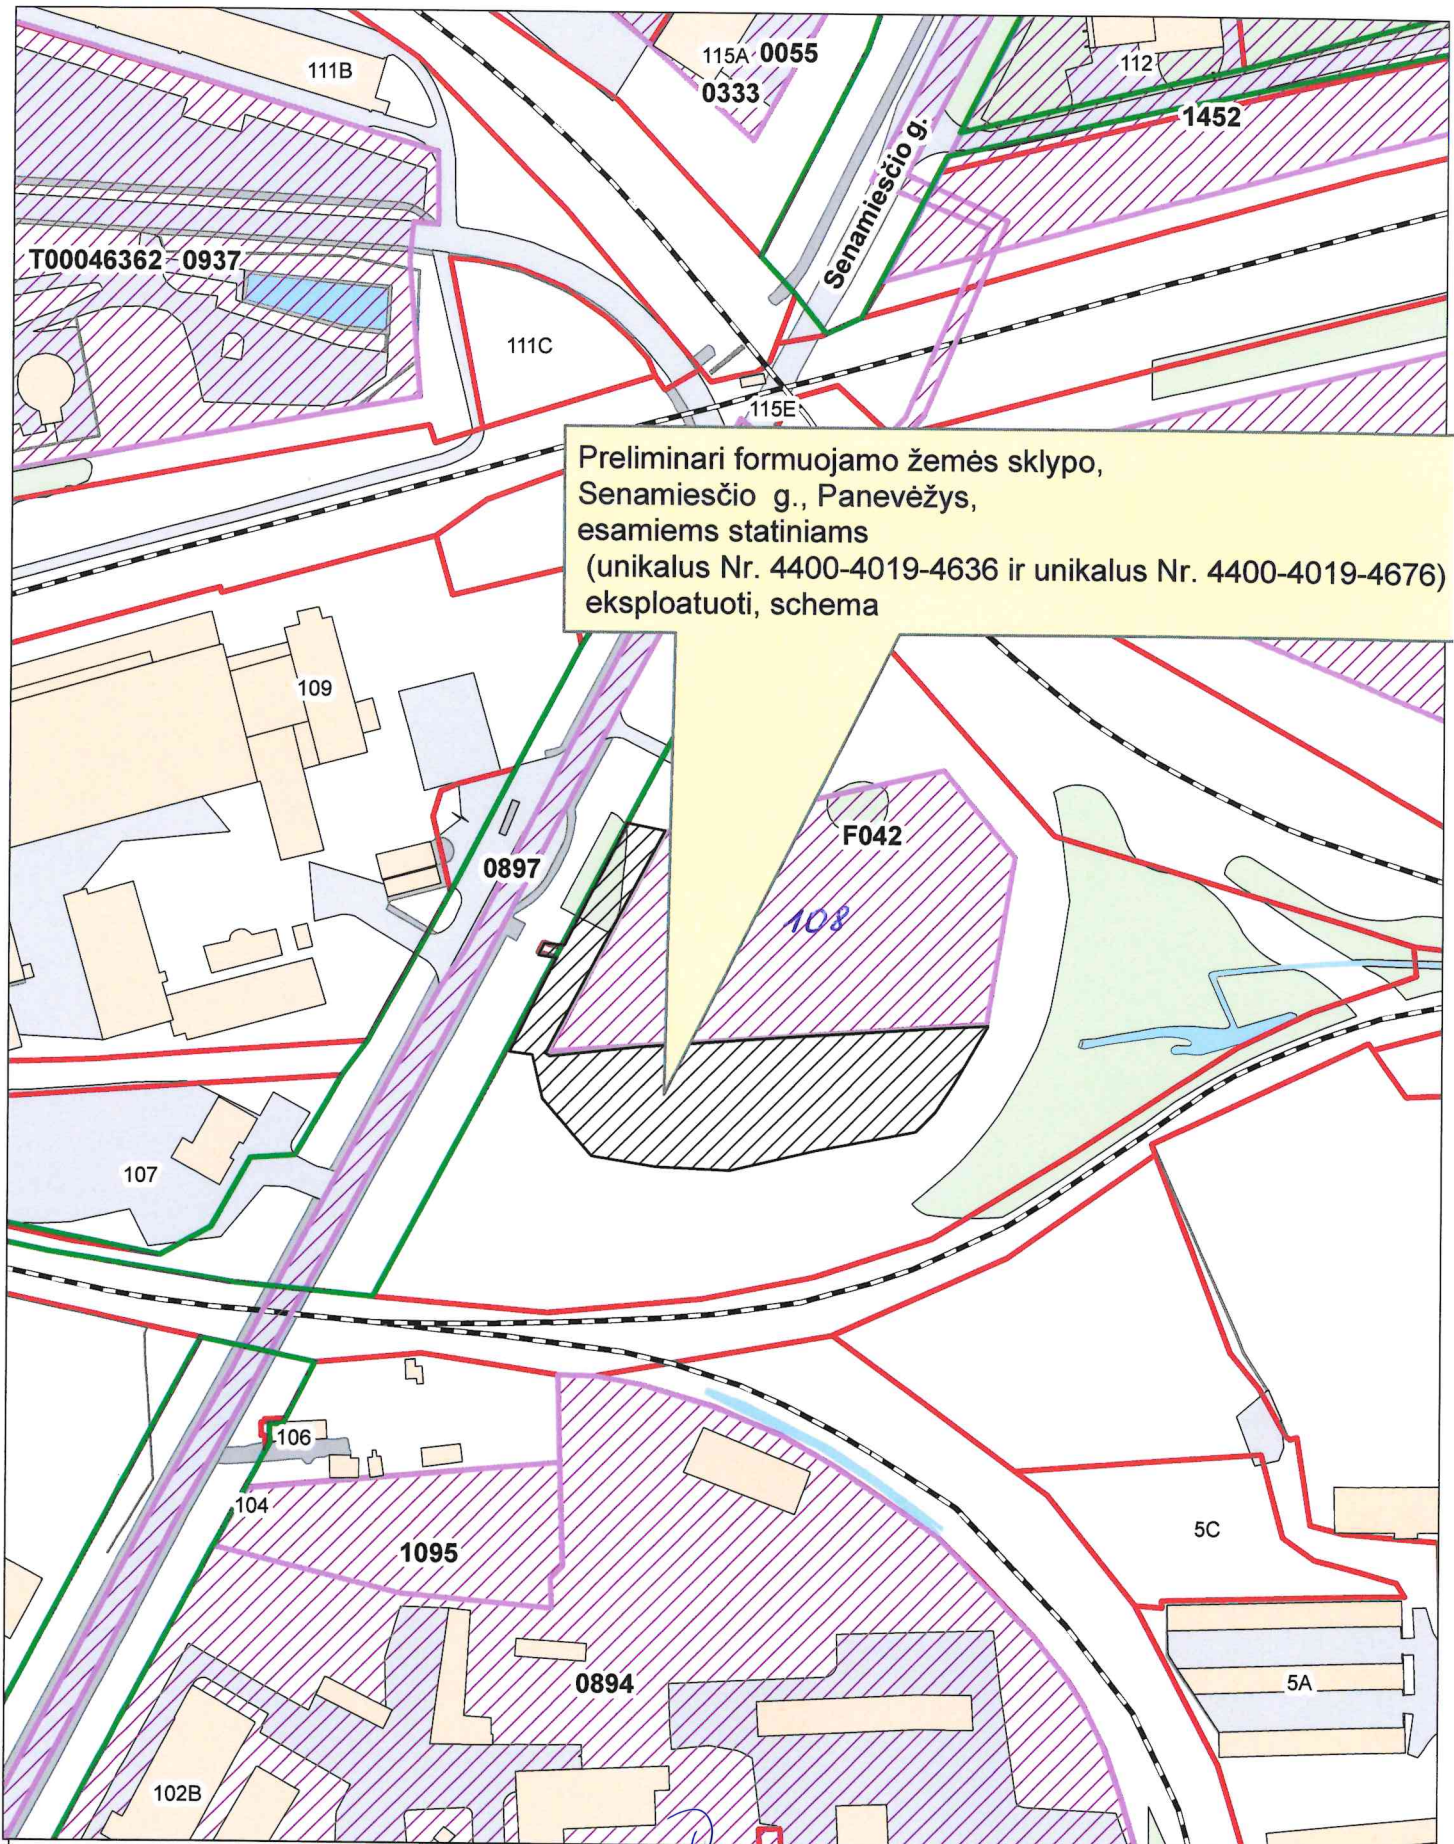 111B
115A 0055
0333
112
1452
Senamiesčio g.
T00046362 0937
111C
115E
Preliminari formuojamo žemės sklypo,
Senamiesčio g., Panevėžys,
esamiems statiniams
(unikalus Nr. 4400-4019-4636 ir unikalus Nr. 4400-4019-4676)
eksploatuoti, schema
109
F042
0897
108
107
106
104
1095
5C
0894
5A
102B